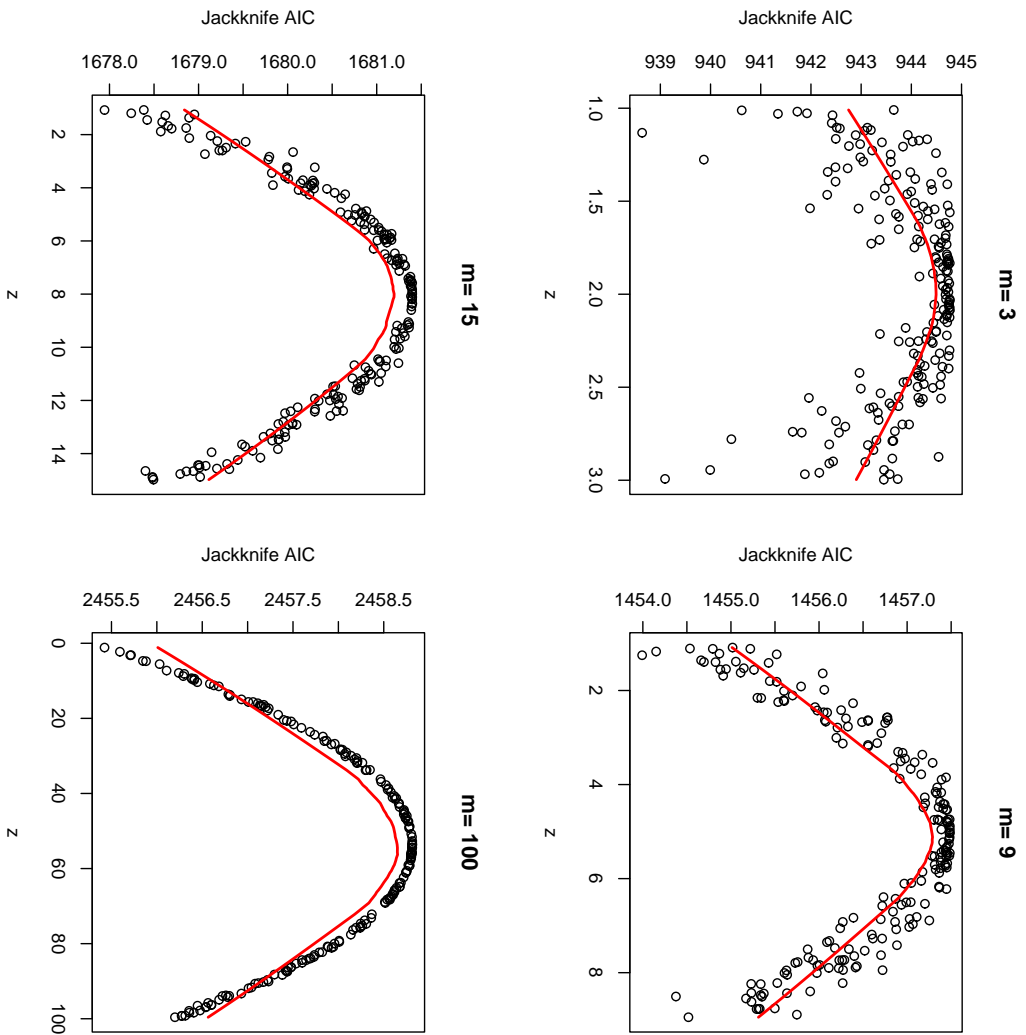 m= 3
Jackknife AIC
939 940 941 942 943 944 945
1.0 1.5 2.0 2.5 3.0
z
m= 9
Jackknife AIC
1454.0 1455.0 1456.0 1457.0
2 4 6 8
z
m= 15
Jackknife AIC
1678.0 1679.0 1680.0 1681.0
2 4 6 8 10 12 14
z
m= 100
Jackknife AIC
2455.5 2456.5 2457.5 2458.5
0 20 40 60 80 100
z